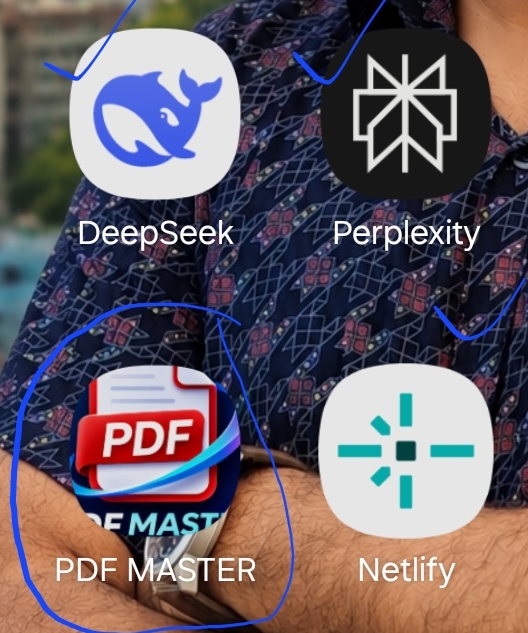 DeepSeek
Perplexity
PDF
DF MAST
PDF MASTER
Netlify